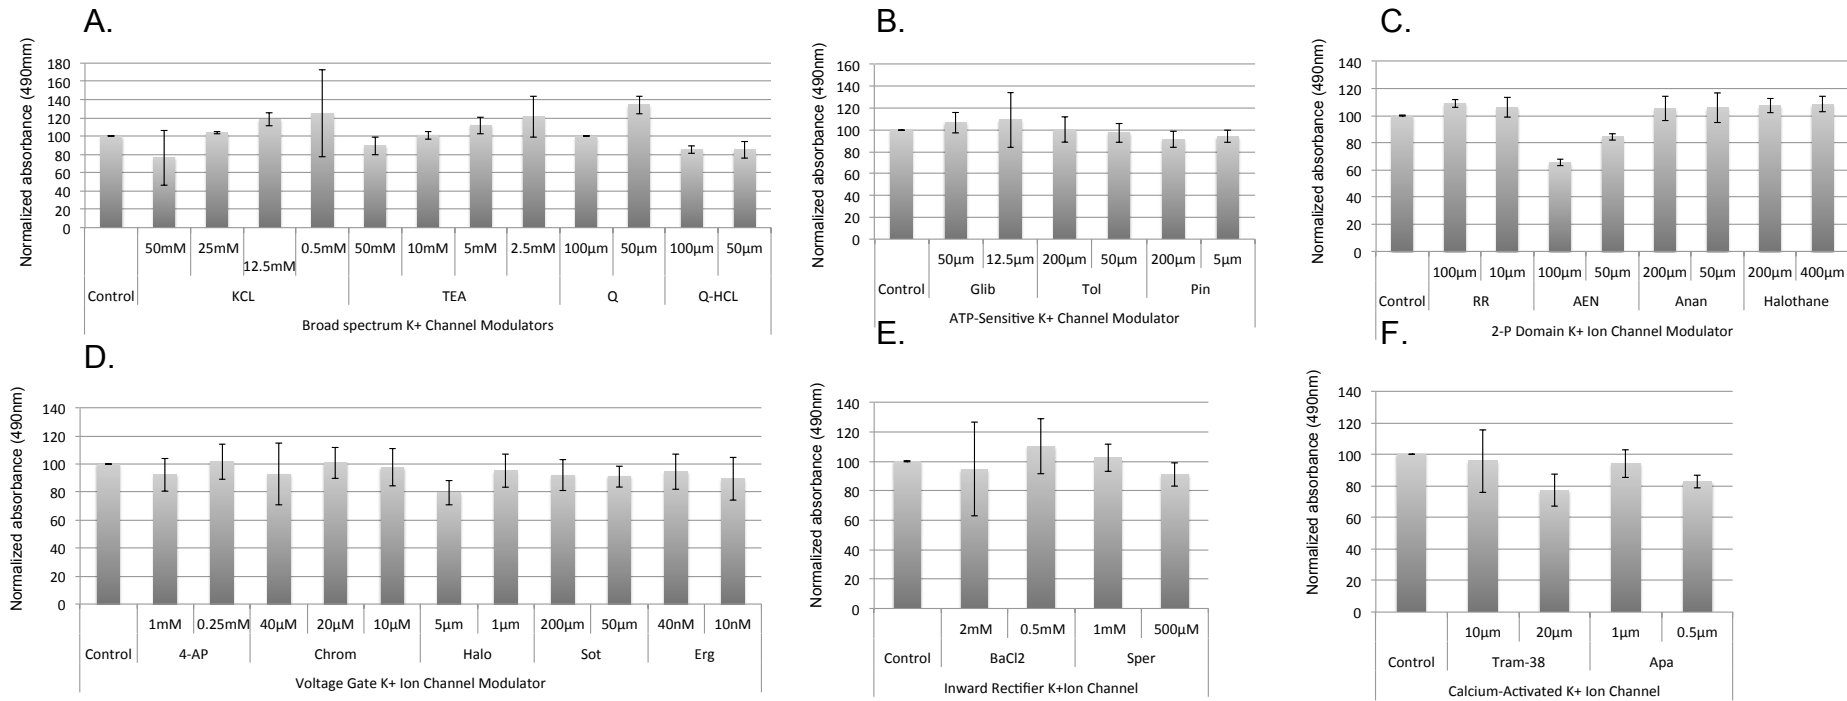 A.
Normalized absorbance (490nm)
180
160
140
120
100
80
60
40
20
0
50mM 25mM 12.5mM 0.5mM 50mM 10mM 5mM 2.5mM 100μm 50μm 100μm 50μm
Control KCL TEA Q Q-HCL
Broad spectrum K+ Channel Modulators
B.
Normalized absorbance (490nm)
160
140
120
100
80
60
40
20
0
50μm 12.5μm 200μm 50μm 200μm 5μm
Control Glib Tol Pin
ATP-Sensitive K+ Channel Modulator
C.
Normalized absorbance (490nm)
140
120
100
80
60
40
20
0
100μm 10μm 100μm 50μm 200μm 50μm 200μm 400μm
Control RR AEN Anan Halothane
2-P Domain K+ Ion Channel Modulator
D.
Normalized absorbance (490nm)
140
120
100
80
60
40
20
0
1mM 0.25mM 40μM 20μM 10μM 5μm 1μm 200μm 50μm 40nM 10nM
Control 4-AP Chrom Halo Sot Erg
Voltage Gate K+ Ion Channel Modulator
E.
Normalized absorbance (490nm)
140
120
100
80
60
40
20
0
2mM 0.5mM 1mM 500μM
Control BaCl2 Sper
Inward Rectifier K+Ion Channel
F.
Normalized absorbance (490nm)
140
120
100
80
60
40
20
0
10μm 20μm 1μm 0.5μm
Control Tram-38 Apa
Calcium-Activated K+ Ion Channel